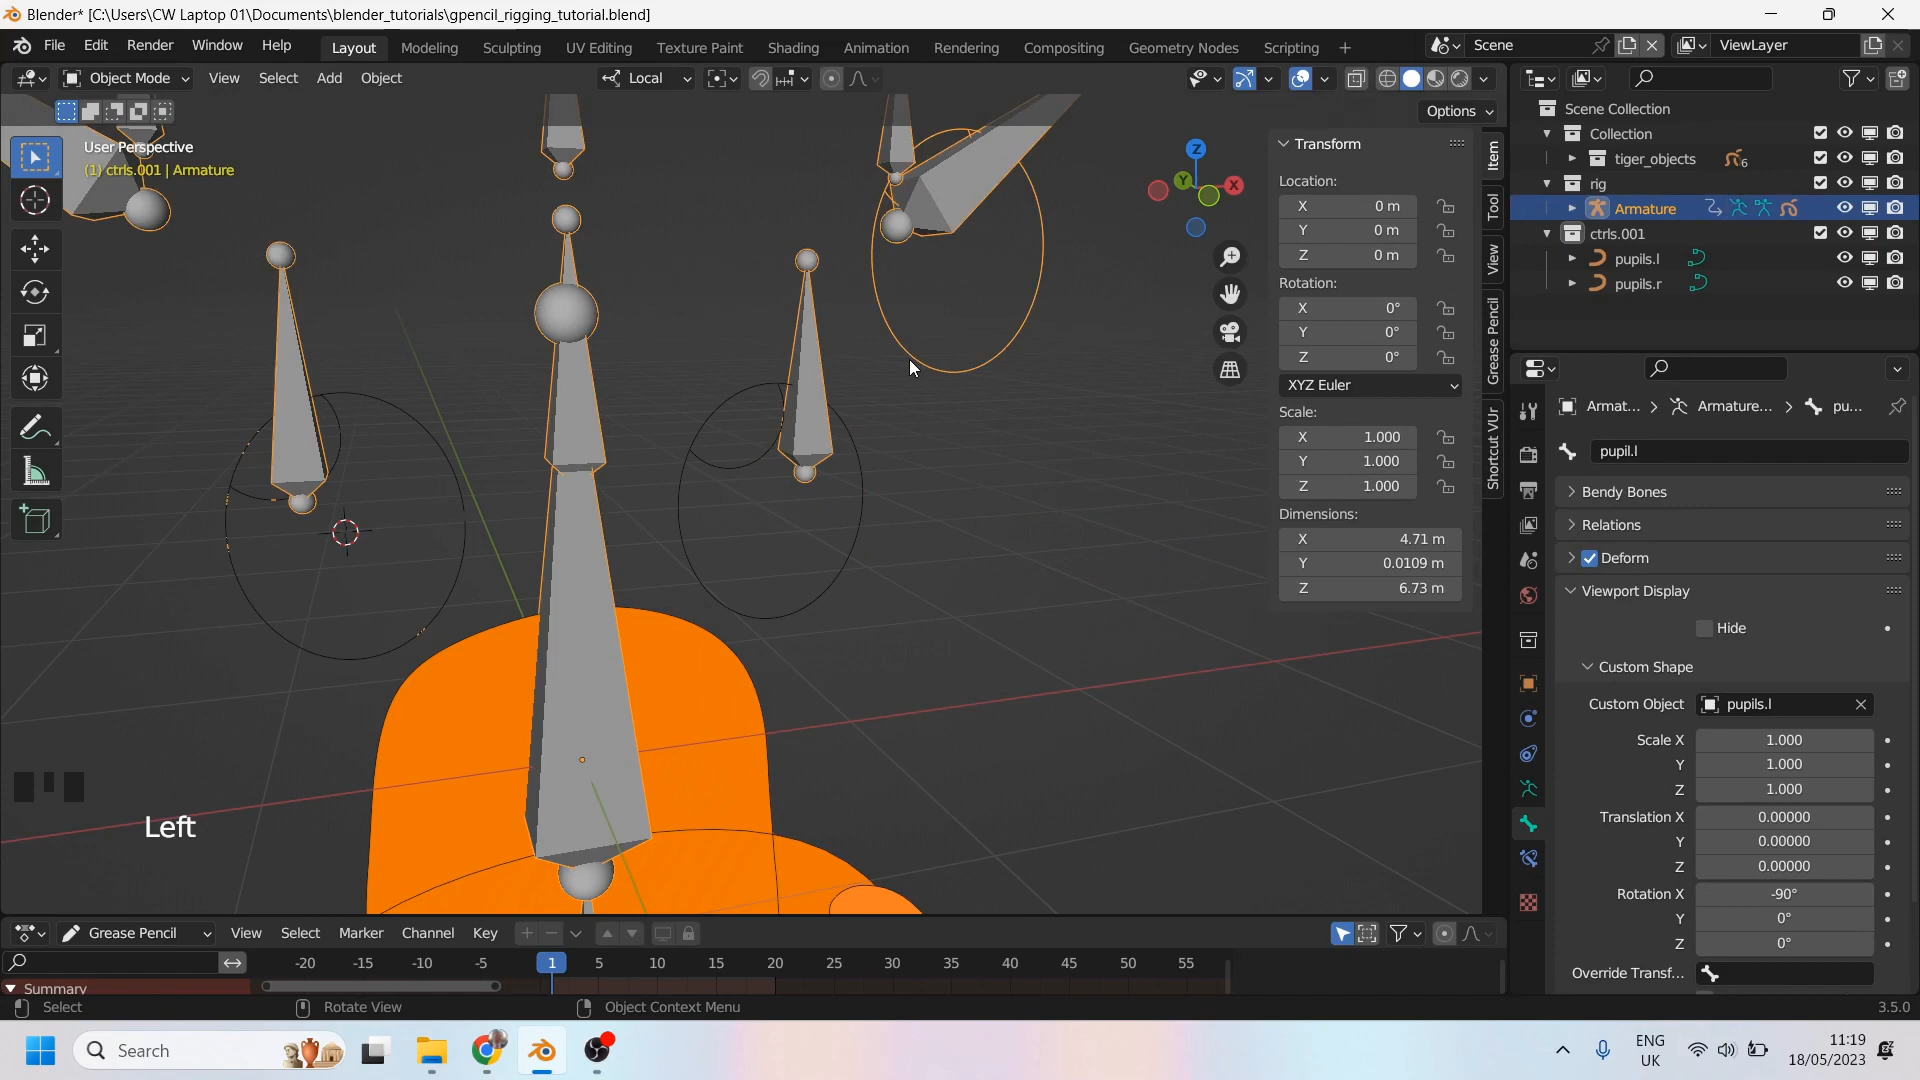 Blender* [C:\Users\CW Laptop 01\Documents\blender_tutorials\gpencil_rigging_tutorial.blend]
File Edit Render Window Help Layout Modeling Sculpting UV Editing Texture Paint Shading Animation Rendering Compositing Geometry Nodes Scripting + Scene ViewLayer
Object Mode View Select Add Object Local
Options
User Perspective
(1) ctrls.001 | Armature
Transform
Location:
X 0 m
Y 0 m
Z 0 m
Rotation:
X 0°
Y 0°
Z 0°
XYZ Euler
Scale:
X 1.000
Y 1.000
Z 1.000
Dimensions:
X 4.71 m
Y 0.0109 m
Z 6.73 m
Item
Tool
View
Grease Pencil
Shortcut VUr
Z
Y
X
Left
Scene Collection
Collection
tiger_objects 6
rig
Armature
ctrls.001
pupils.l
pupils.r
Armat... > Armature... > pu...
pupil.l
Bendy Bones
Relations
Deform
Viewport Display
Hide
Custom Shape
Custom Object pupils.l
Scale X 1.000
Y 1.000
Z 1.000
Translation X 0.00000
Y 0.00000
Z 0.00000
Rotation X -90°
Y 0°
Z 0°
Override Transf...
Grease Pencil View Select Marker Channel Key
-20 -15 -10 -5 1 5 10 15 20 25 30 35 40 45 50 55
Summary
Select Rotate View Object Context Menu 3.5.0
Search
ENG
UK
11:19
18/05/2023